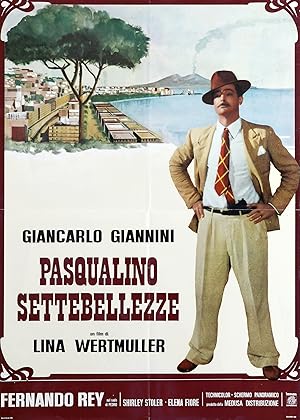 GIANCARLO GIANNINI
PASQUALINO
SETTEBELLEZZE
un film di
LINA WERTMULLER
FERNANDO REY
SHIRLEY STOLER - ELENA FIORE
TECHNICOLOR - SCHERMO PANORAMICO
MEDUSA DISTRIBUZIONE